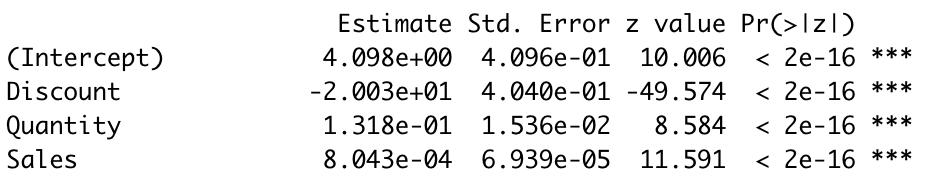 Estimate Std. Error z value Pr(>|z|)
(Intercept) 4.098e+00 4.096e-01 10.006 < 2e-16 ***
Discount -2.003e+01 4.040e-01 -49.574 < 2e-16 ***
Quantity 1.318e-01 1.536e-02 8.584 < 2e-16 ***
Sales 8.043e-04 6.939e-05 11.591 < 2e-16 ***